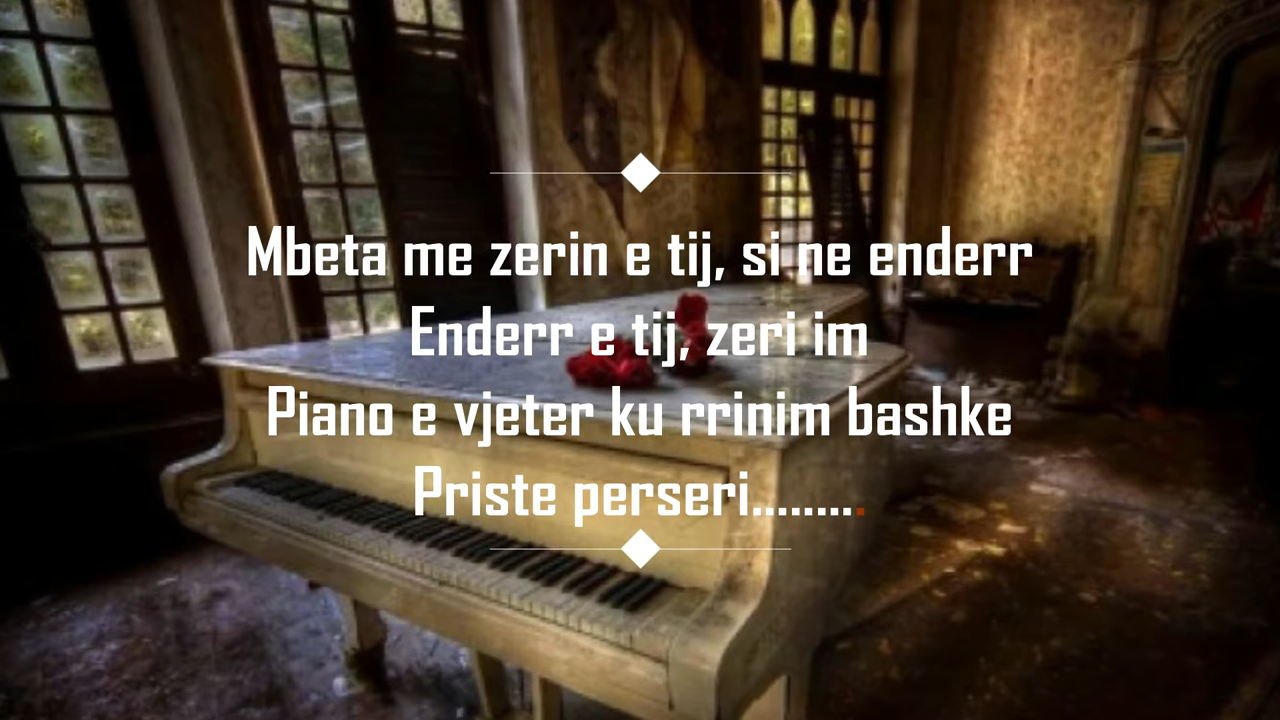 Mbeta me zerin e tij, si ne enderr
Enderr e tij, zeri im
Piano e vjeter ku rrinim bashke
Priste perseri.........